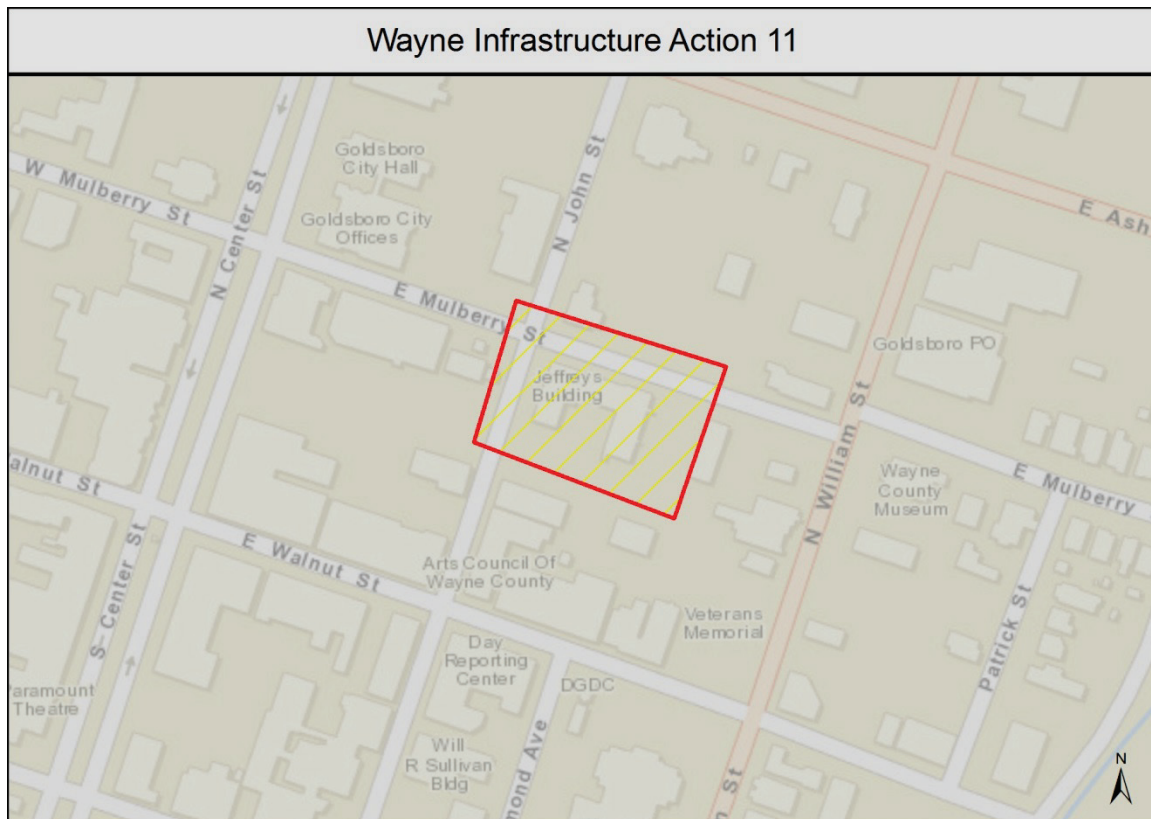 Wayne Infrastructure Action 11
W Mulberry St
N Center St
Goldsboro
City Hall
Goldsboro City
Offices
N John St
E Ash
E Mulberry St
Jeffreys
Building
Goldsboro PO
N William St
Wayne
County
Museum
E Mulberry
alnut St
E Walnut St
S Center St
Arts Council Of
Wayne County
Veterans
Memorial
Patrick St
Day
Reporting
Center
DGDC
aramount
Theatre
Will
R Sullivan
Bldg
mond Ave
m St
N